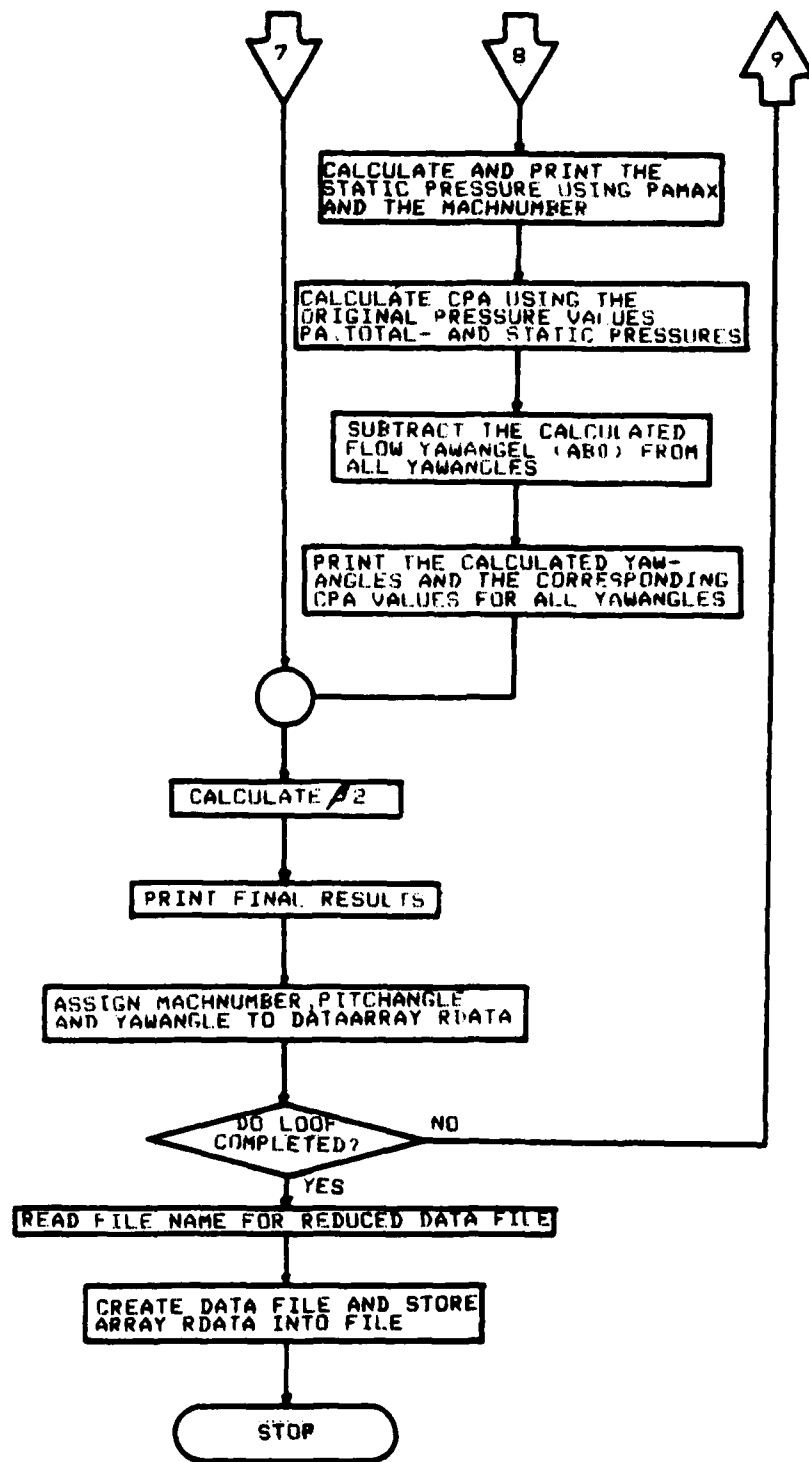 7
8
9
CALCULATE AND PRINT THE
STATIC PRESSURE USING PAMAX
AND THE MACHNUMBER
CALCULATE CPA USING THE
ORIGINAL PRESSURE VALUES
PA.TOTAL- AND STATIC PRESSURES
SUBTRACT THE CALCULATED
FLOW YAWANGEL (AB0) FROM
ALL YAWANGLES
PRINT THE CALCULATED YAW-
ANGLES AND THE CORRESPONDING
CPA VALUES FOR ALL YAWANGLES
CALCULATE 2
PRINT FINAL RESULTS
ASSIGN MACHNUMBER,PITCHANGLE
AND YAWANGLE TO DATAARRAY RDATA
DO LOOP
COMPLETED?
NO
YES
READ FILE NAME FOR REDUCED DATA FILE
CREATE DATA FILE AND STORE
ARRAY RDATA INTO FILE
STOP